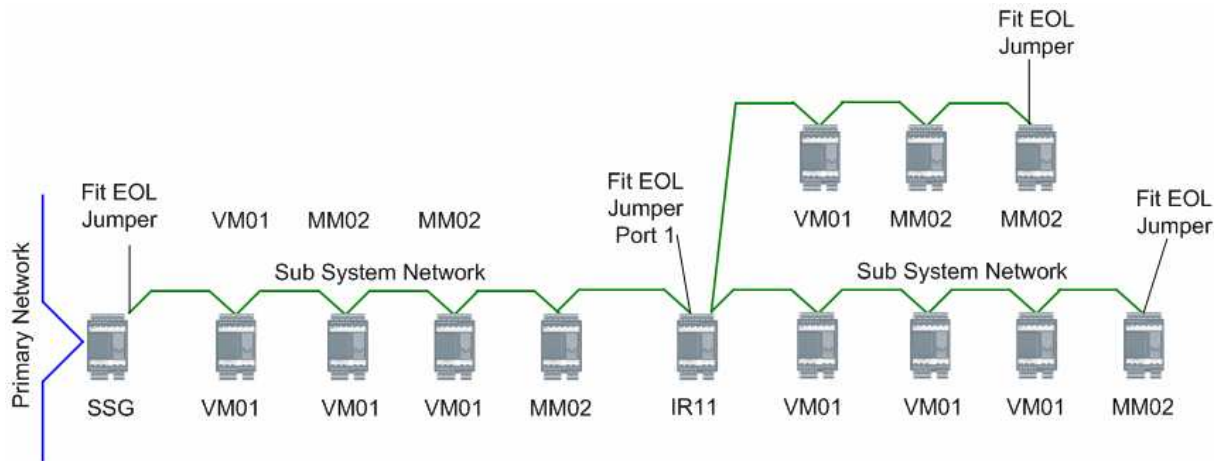 Fit EOL
Jumper
Fit EOL
Jumper
VM01 MM02 MM02
Fit EOL
Jumper
Port 1
VM01 MM02 MM02
Fit EOL
Jumper
Primary Network
Sub System Network
Sub System Network
SSG VM01 VM01 VM01 MM02 IR11 VM01 VM01 VM01 MM02